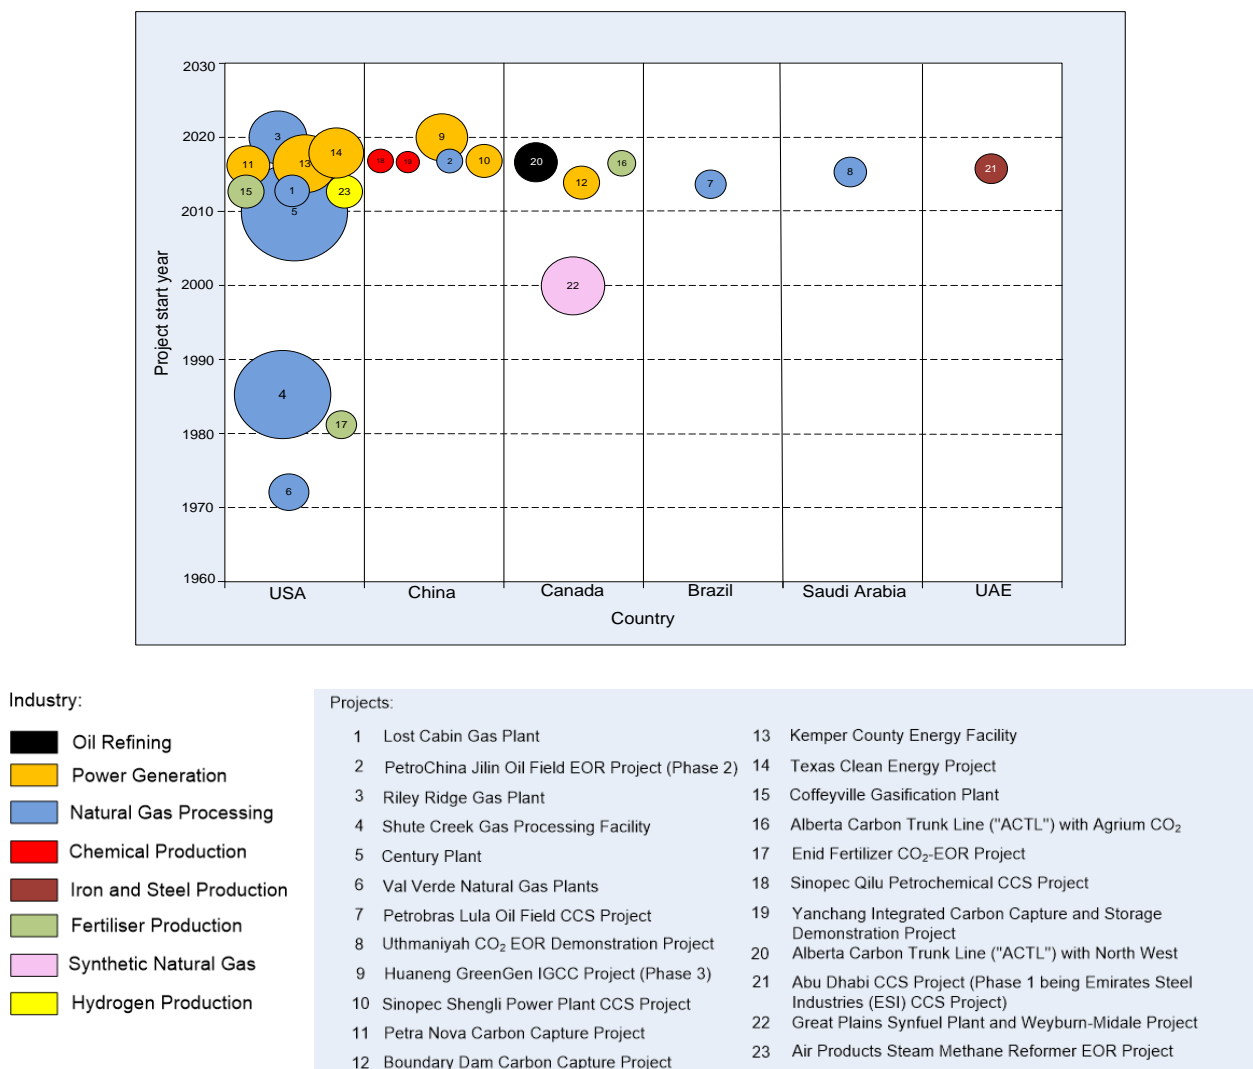 2030
2020
2010
2000
1990
1980
1970
1960
Project start year
3
11
13
14
15
1
23
5
4
17
6
9
18
19
2
10
20
12
16
22
7
8
21
USA
China
Canada
Brazil
Saudi Arabia
UAE
Country
Industry:
Oil Refining
Power Generation
Natural Gas Processing
Chemical Production
Iron and Steel Production
Fertiliser Production
Synthetic Natural Gas
Hydrogen Production
Projects:
1 Lost Cabin Gas Plant
2 PetroChina Jilin Oil Field EOR Project (Phase 2)
3 Riley Ridge Gas Plant
4 Shute Creek Gas Processing Facility
5 Century Plant
6 Val Verde Natural Gas Plants
7 Petrobras Lula Oil Field CCS Project
8 Uthmaniyah CO₂ EOR Demonstration Project
9 Huaneng GreenGen IGCC Project (Phase 3)
10 Sinopec Shengli Power Plant CCS Project
11 Petra Nova Carbon Capture Project
12 Boundary Dam Carbon Capture Project
13 Kemper County Energy Facility
14 Texas Clean Energy Project
15 Coffeyville Gasification Plant
16 Alberta Carbon Trunk Line ("ACTL") with Agrium CO₂
17 Enid Fertilizer CO₂-EOR Project
18 Sinopec Qilu Petrochemical CCS Project
19 Yanchang Integrated Carbon Capture and Storage
Demonstration Project
20 Alberta Carbon Trunk Line ("ACTL") with North West
21 Abu Dhabi CCS Project (Phase 1 being Emirates Steel
Industries (ESI) CCS Project)
22 Great Plains Synfuel Plant and Weyburn-Midale Project
23 Air Products Steam Methane Reformer EOR Project